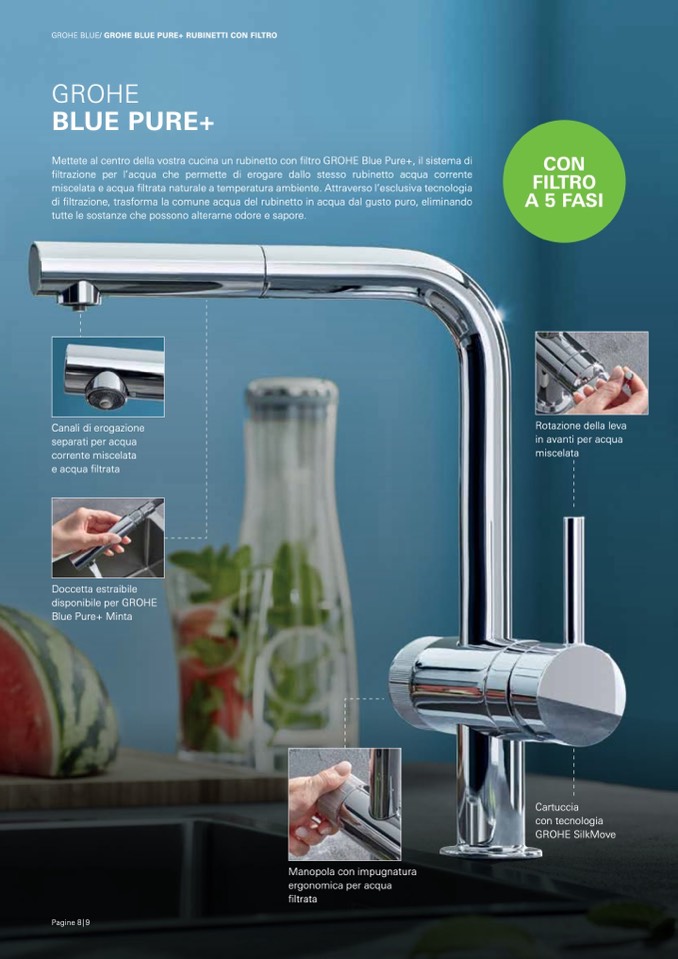 GROHE BLUE/ GROHE BLUE PURE+ RUBINETTI CON FILTRO
GROHE
BLUE PURE+
Mettete al centro della vostra cucina un rubinetto con filtro GROHE Blue Pure+, il sistema di
filtrazione per l'acqua che permette di erogare dallo stesso rubinetto acqua corrente
miscelata e acqua filtrata naturale a temperatura ambiente. Attraverso l'esclusiva tecnologia
di filtrazione, trasforma la comune acqua del rubinetto in acqua dal gusto puro, eliminando
tutte le sostanze che possono alterarne odore e sapore.
CON
FILTRO
A 5 FASI
Canali di erogazione
separati per acqua
corrente miscelata
e acqua filtrata
Rotazione della leva
in avanti per acqua
miscelata
Doccetta estraibile
disponibile per GROHE
Blue Pure+ Minta
Cartuccia
con tecnologia
GROHE SilkMove
Manopola con impugnatura
ergonomica per acqua
filtrata
Pagine 8|9